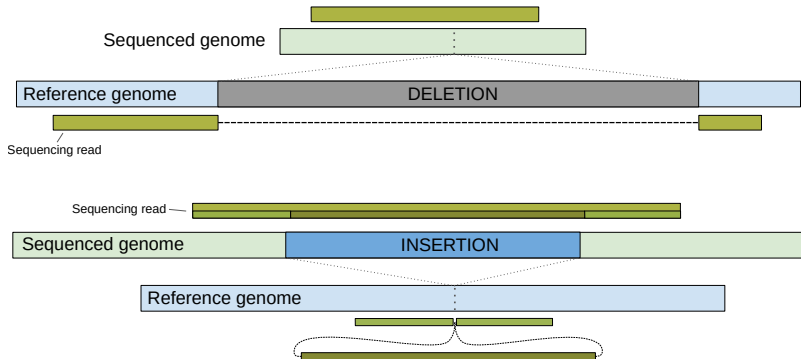 Sequenced genome
Reference genome
DELETION
Sequencing read
Sequencing read
Sequenced genome
INSERTION
Reference genome